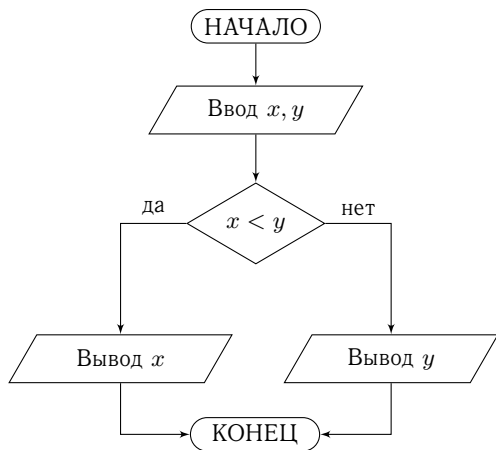 НАЧАЛО
Ввод x, y
x < y
да
нет
Вывод x
Вывод y
КОНЕЦ